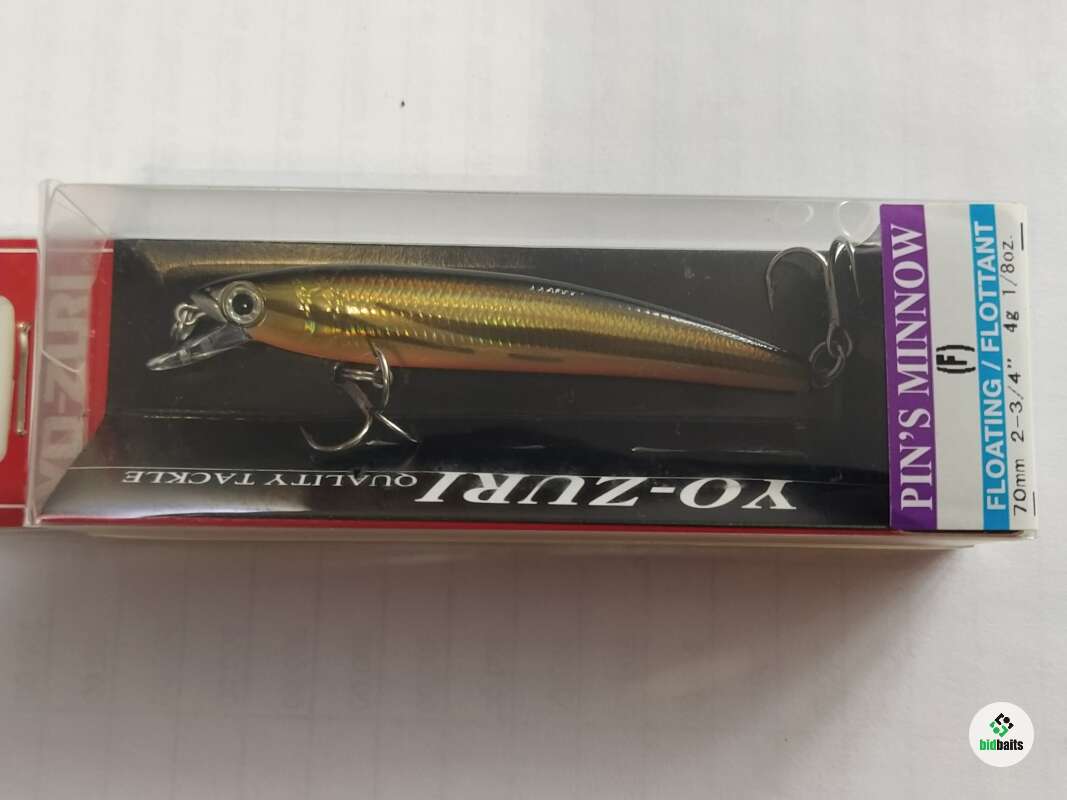 YO-ZURI
YO-ZURI
QUALITY TACKLE
PIN'S MINNOW
(F)
FLOATING / FLOTTANT
70mm 2-3/4" 4g 1/8oz.
bidbaits